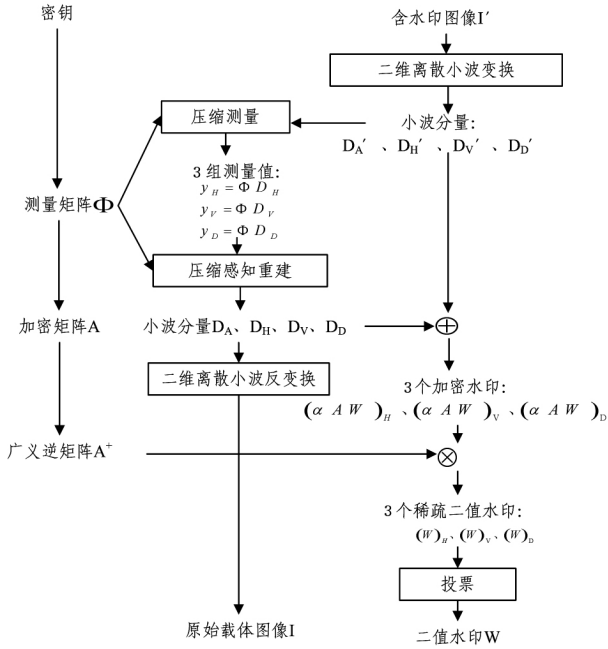 密钥
含水印图像I′
二维离散小波变换
压缩测量
小波分量:
D_A′、D_H′、D_V′、D_D′
3组测量值:
y_H = Φ D_H
y_V = Φ D_V
y_D = Φ D_D
测量矩阵Φ
压缩感知重建
加密矩阵A
小波分量D_A、D_H、D_V、D_D
⊕
二维离散小波反变换
3个加密水印:
(α A W)_H、(α A W)_V、(α A W)_D
广义逆矩阵A⁺
⊗
3个稀疏二值水印:
(W)_H、(W)_V、(W)_D
投票
原始载体图像I
二值水印W